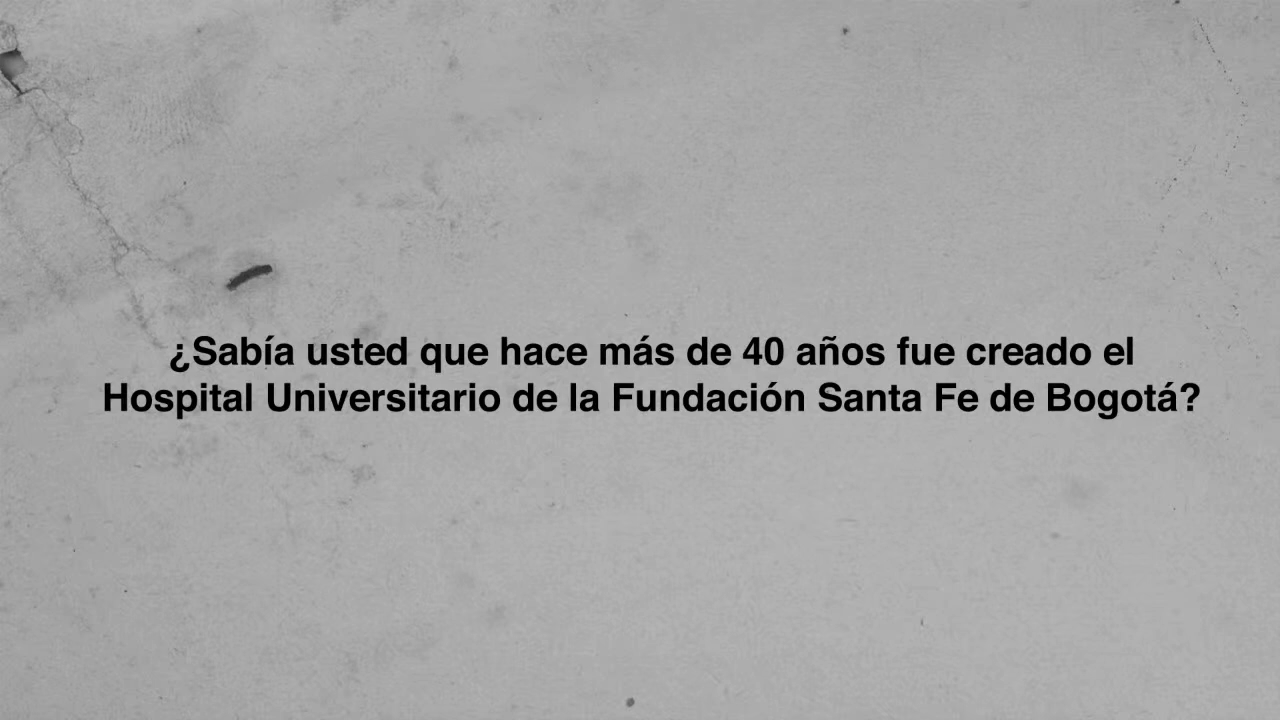 ¿Sabía usted que hace más de 40 años fue creado el
Hospital Universitario de la Fundación Santa Fe de Bogotá?